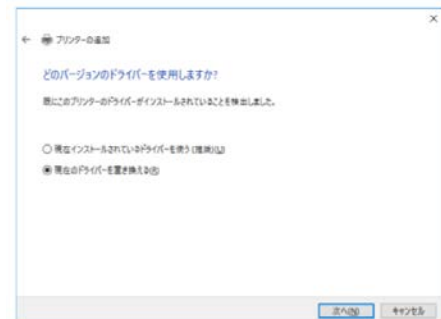 プリンターの追加
どのバージョンのドライバーを使用しますか?
既にこのプリンターのドライバーがインストールされていることを検出しました。
現在インストールされているドライバーを使う (推奨)(U)
現在のドライバーを置き換える(R)
次へ(N) キャンセル